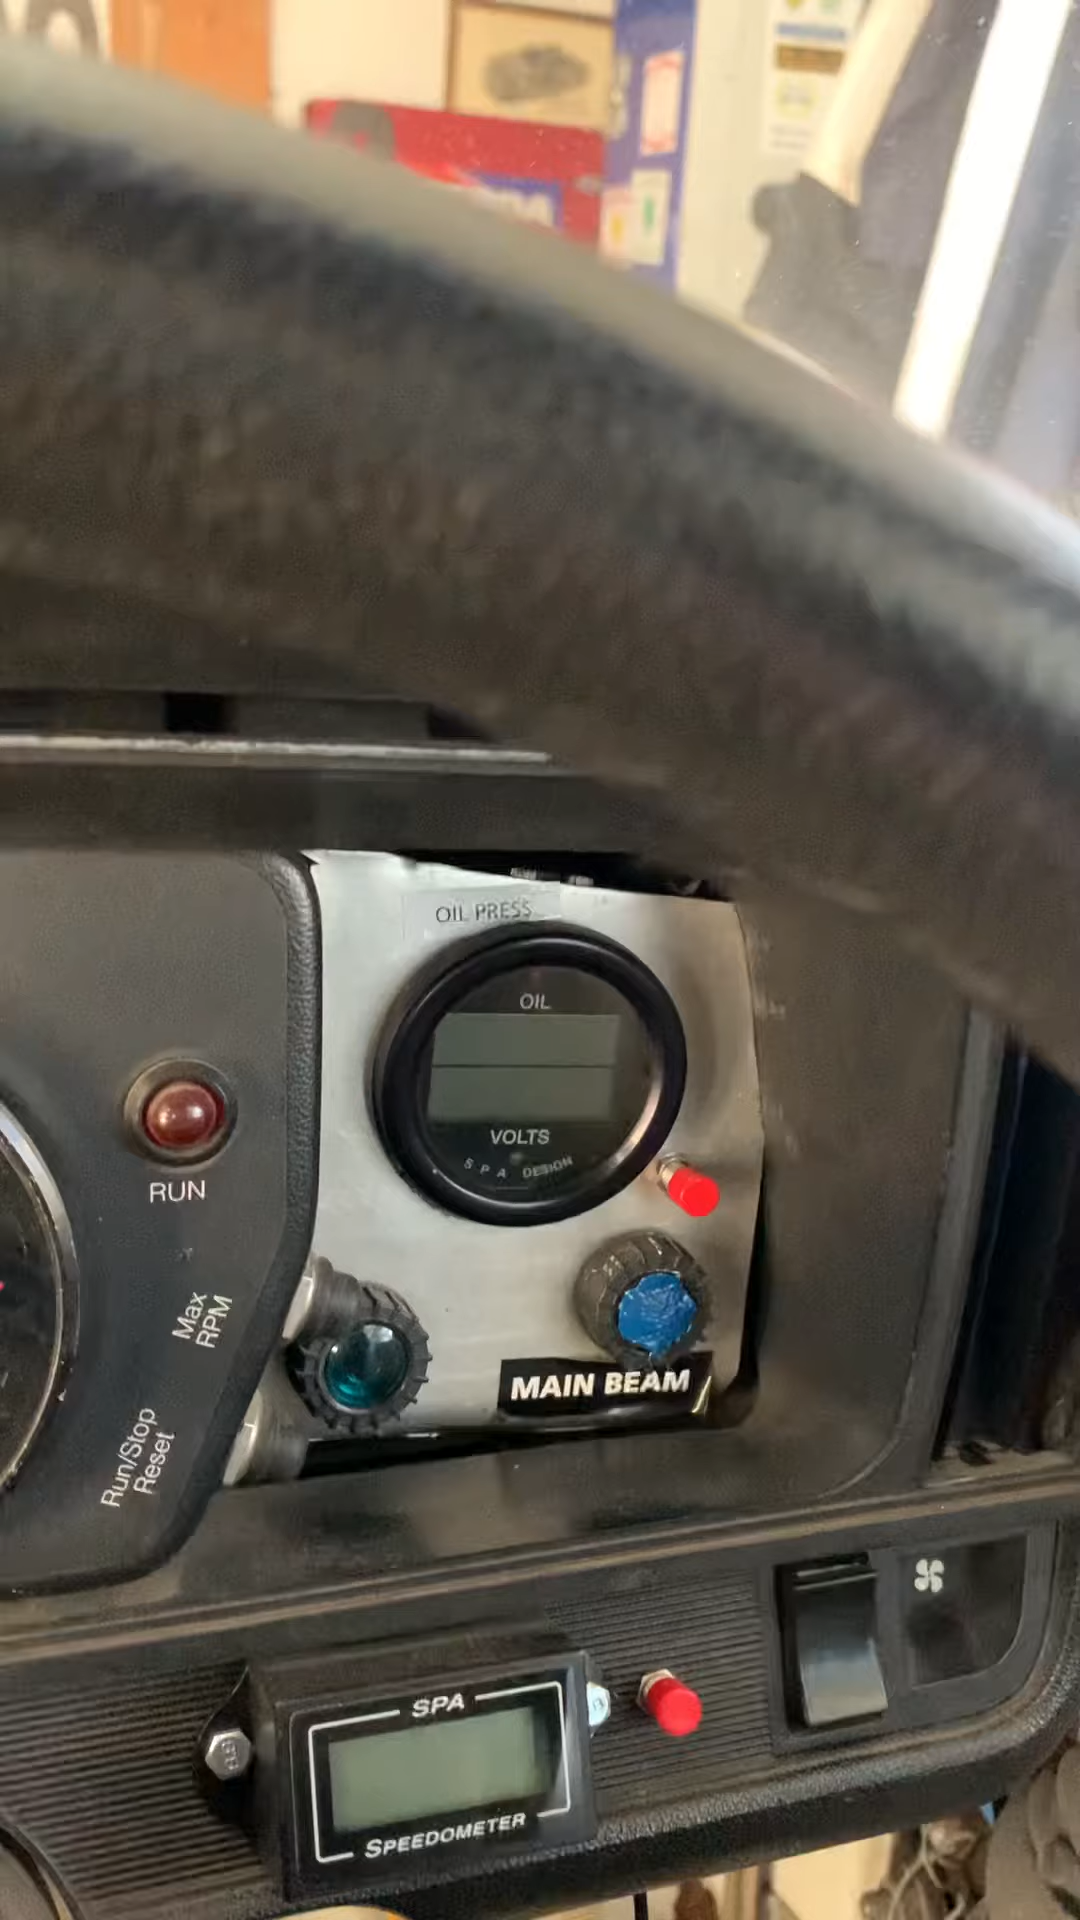 OIL PRESS
OIL
VOLTS
SPA DESIGN
RUN
Max
RPM
MAIN BEAM
Run/Stop
Reset
SPA
SPEEDOMETER